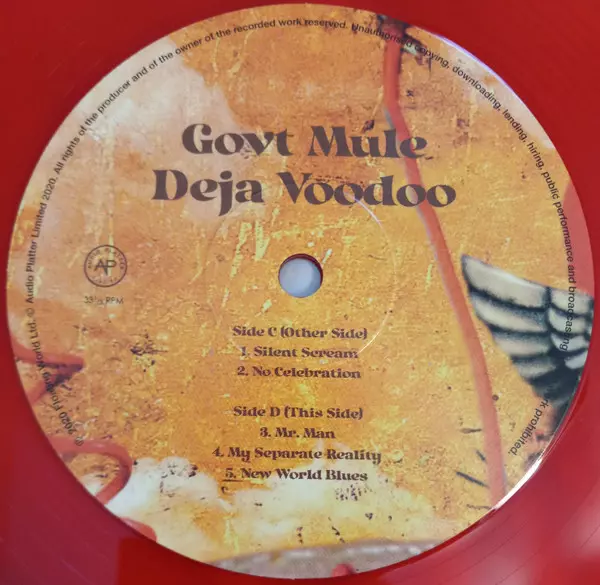 Govt Mule
Deja Voodoo
AP
33⅓ RPM
Side C (Other Side)
1. Silent Scream
2. No Celebration
Side D (This Side)
3. Mr. Man
4. My Separate Reality
5. New World Blues
World Ltd. © Audio Platter Limited 2020. All rights of the producer and of the owner of the recorded work reserved. Unauthorised copying, downloading, lending, hiring, public performance and broadcasting
prohibited.